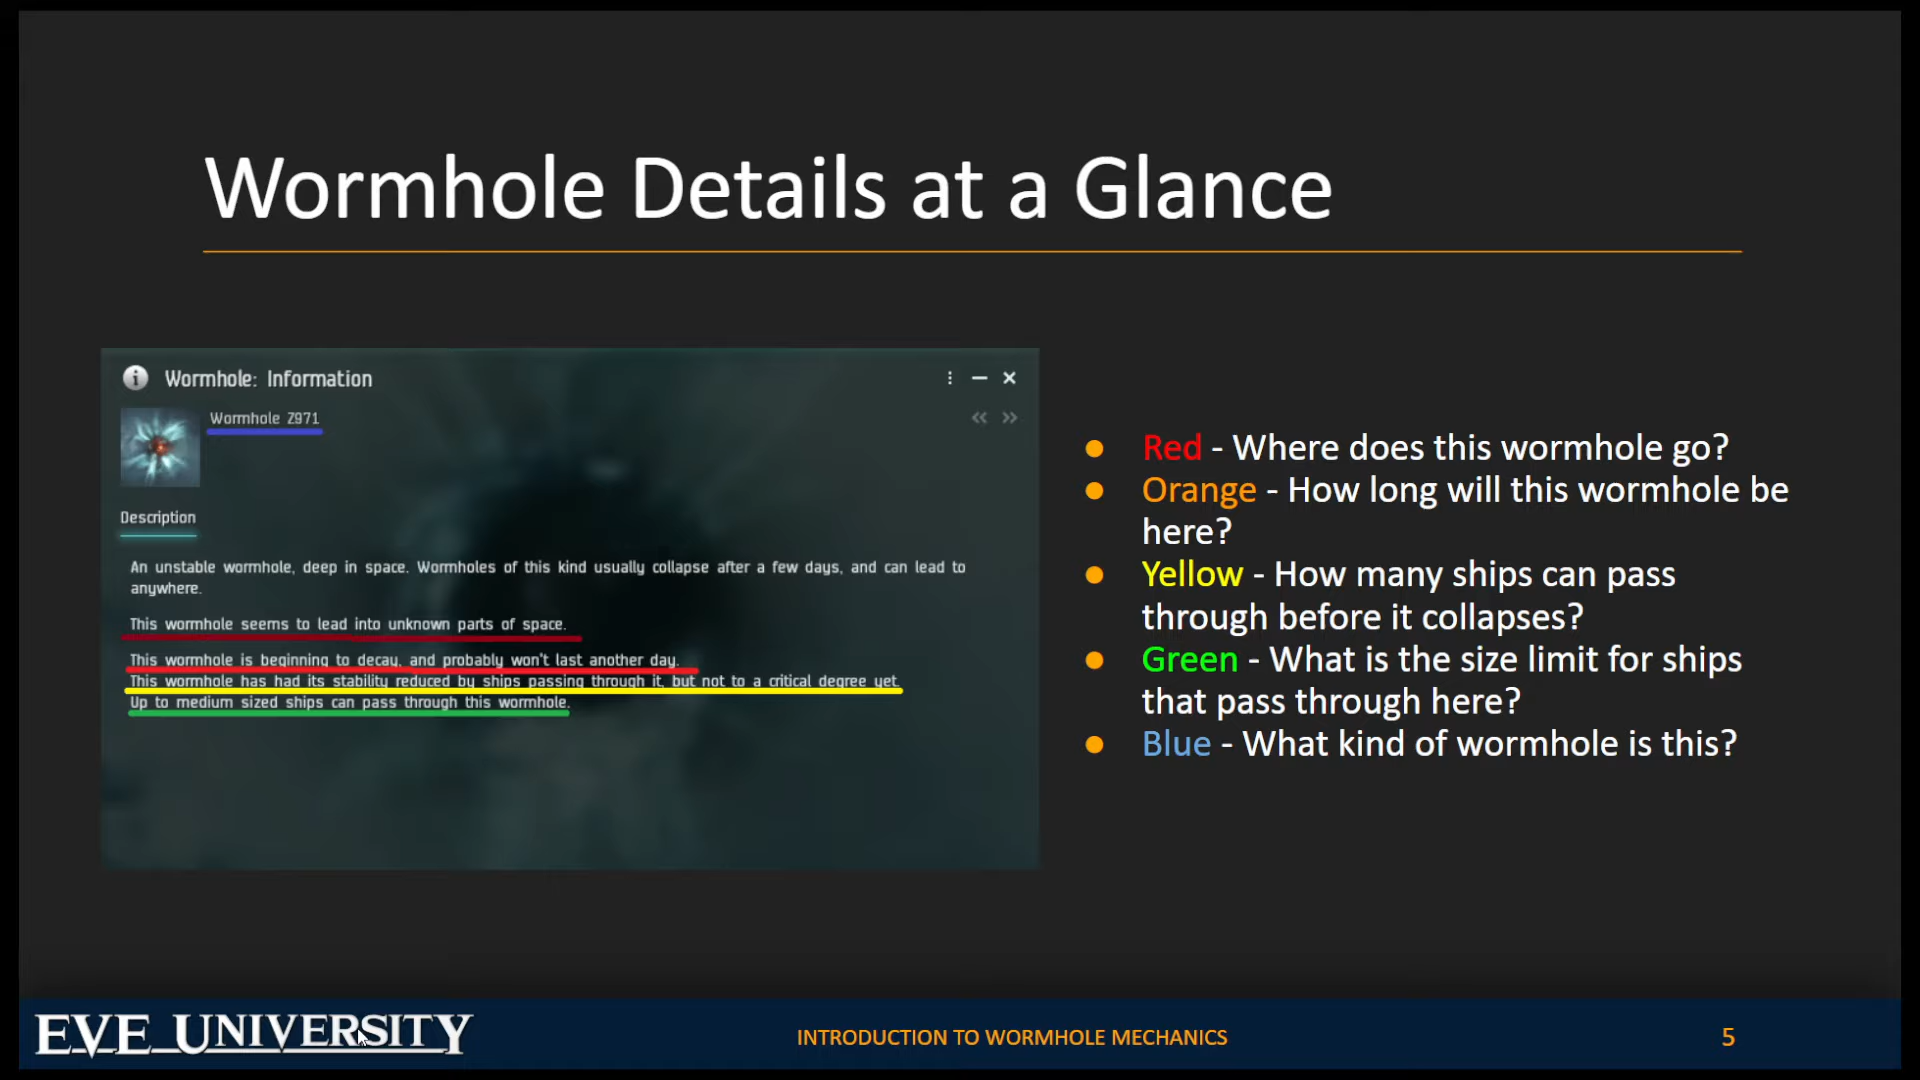 Wormhole Details at a Glance
Wormhole: Information
Wormhole Z971
Description
An unstable wormhole, deep in space. Wormholes of this kind usually collapse after a few days, and can lead to
anywhere.
This wormhole seems to lead into unknown parts of space.
This wormhole is beginning to decay, and probably won't last another day.
This wormhole has had its stability reduced by ships passing through it, but not to a critical degree yet.
Up to medium sized ships can pass through this wormhole.
Red - Where does this wormhole go?
Orange - How long will this wormhole be
here?
Yellow - How many ships can pass
through before it collapses?
Green - What is the size limit for ships
that pass through here?
Blue - What kind of wormhole is this?
EVE UNIVERSITY
INTRODUCTION TO WORMHOLE MECHANICS
5